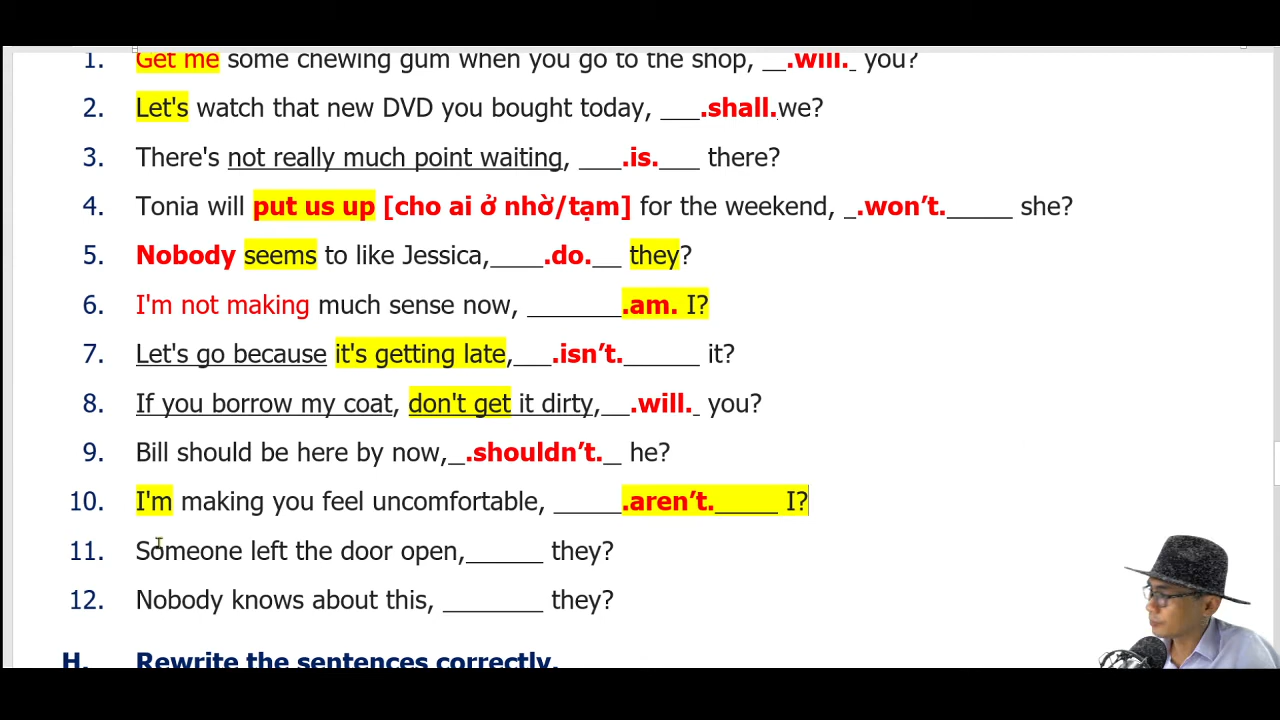 1. Get me some chewing gum when you go to the shop, __.will._ you?
2. Let's watch that new DVD you bought today, ___.shall.we?
3. There's not really much point waiting, ___.is.___ there?
4. Tonia will put us up [cho ai ở nhờ/tạm] for the weekend, _.won’t._____ she?
5. Nobody seems to like Jessica,____.do.__ they?
6. I'm not making much sense now, _______.am. I?
7. Let's go because it's getting late,___.isn’t.______ it?
8. If you borrow my coat, don't get it dirty,__.will._ you?
9. Bill should be here by now,_.shouldn’t._ he?
10. I'm making you feel uncomfortable, _____.aren’t._____ I?
11. Someone left the door open,______ they?
12. Nobody knows about this, ________ they?
H. Rewrite the sentences correctly.